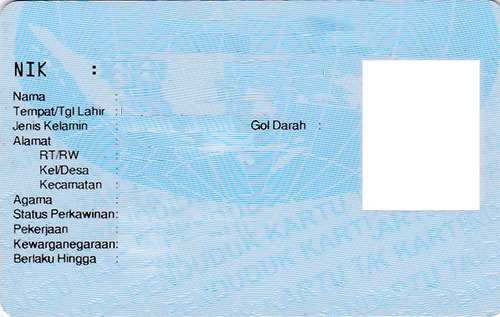 NIK :
Nama :
Tempat/Tgl Lahir :
Jenis Kelamin : Gol Darah :
Alamat :
RT/RW :
Kel/Desa :
Kecamatan :
Agama :
Status Perkawinan:
Pekerjaan :
Kewarganegaraan:
Berlaku Hingga :